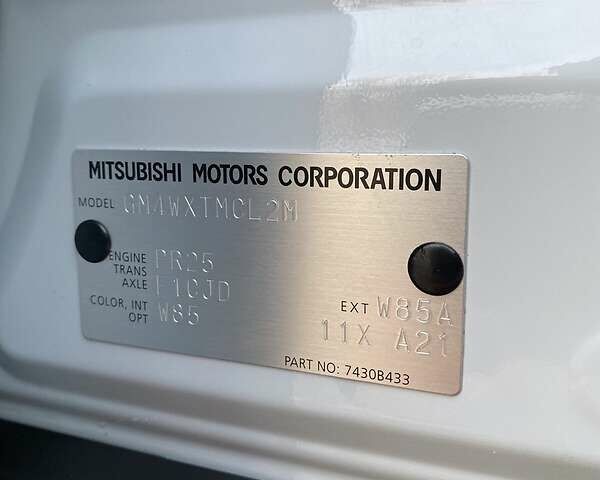 MITSUBISHI MOTORS CORPORATION
MODEL GM4WXTMCL2M
ENGINE PR25
TRANS
AXLE F1CJD
COLOR, INT W85 EXT W85A
OPT 11X A21
PART NO: 7430B433